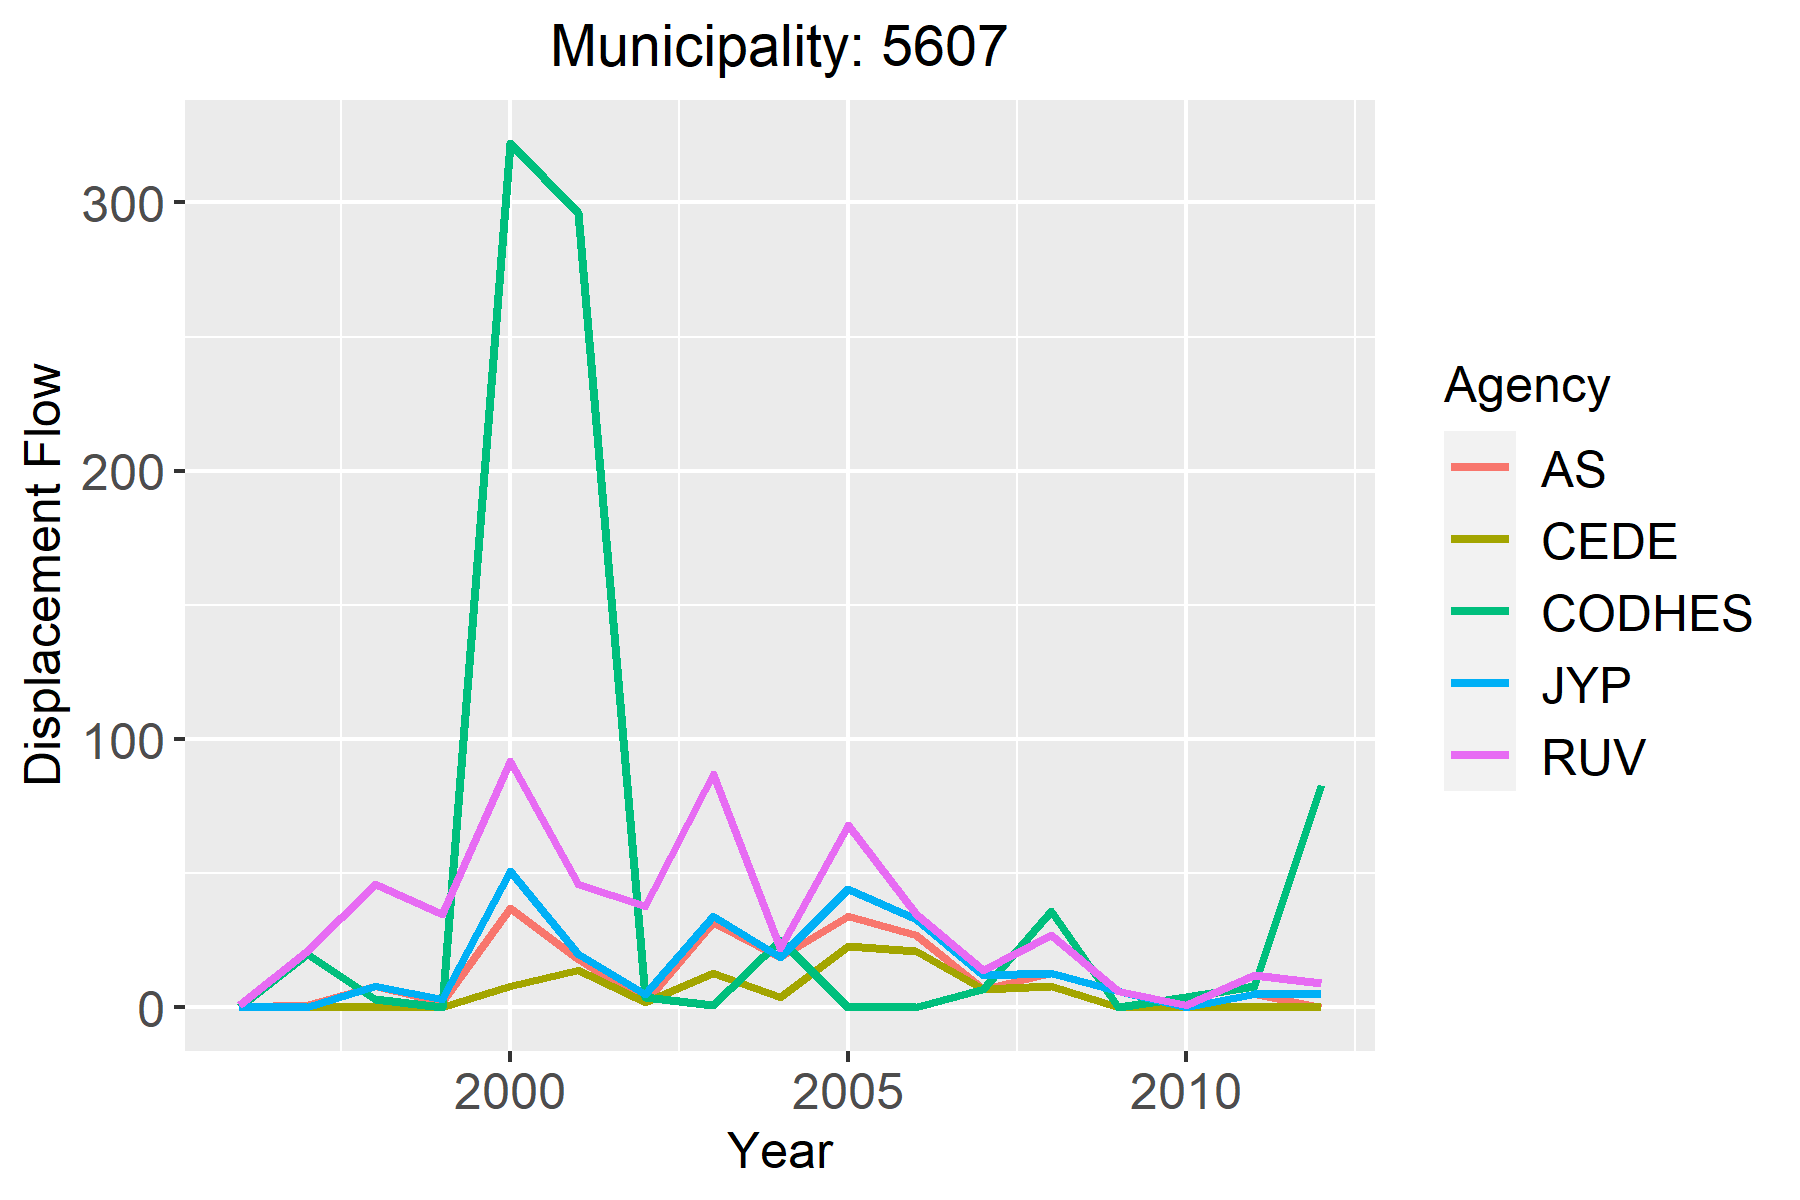 Municipality: 5607
Displacement Flow
300
200
100
0
2000 2005 2010
Year
Agency
AS
CEDE
CODHES
JYP
RUV